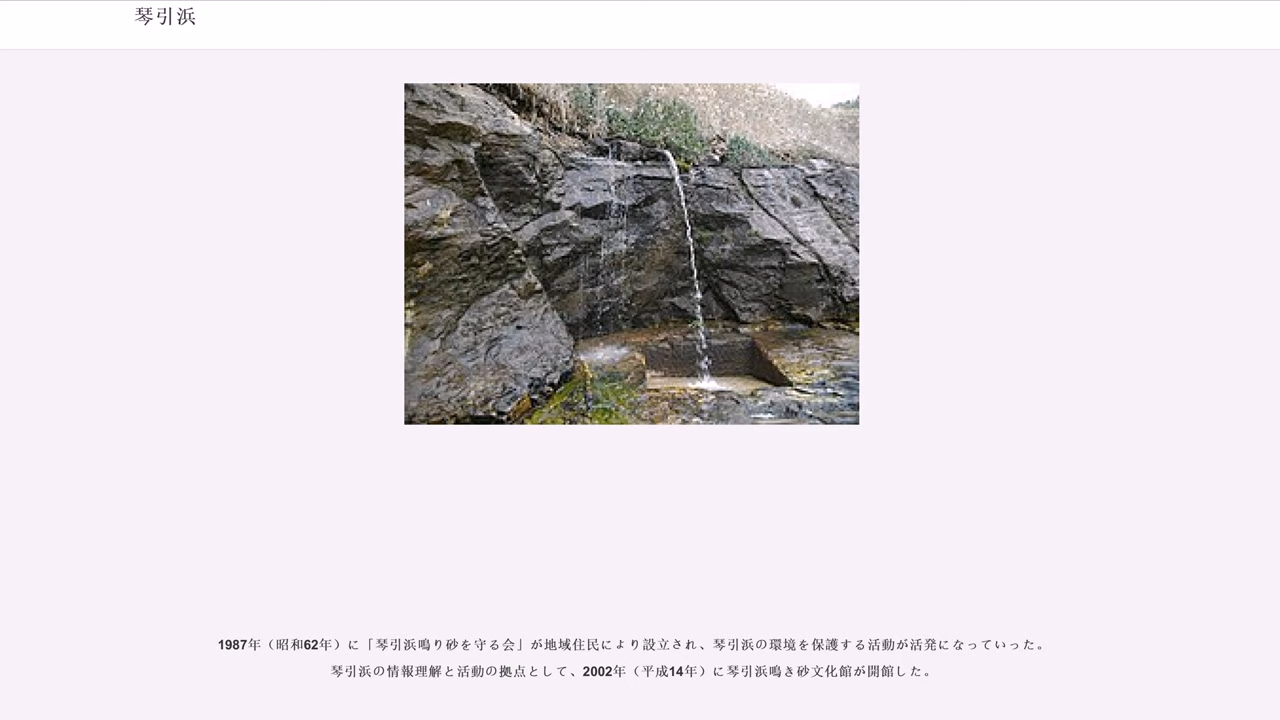 琴引浜
1987年（昭和62年）に「琴引浜鳴り砂を守る会」が地域住民により設立され、琴引浜の環境を保護する活動が活発になっていった。
琴引浜の情報理解と活動の拠点として、2002年（平成14年）に琴引浜鳴き砂文化館が開館した。